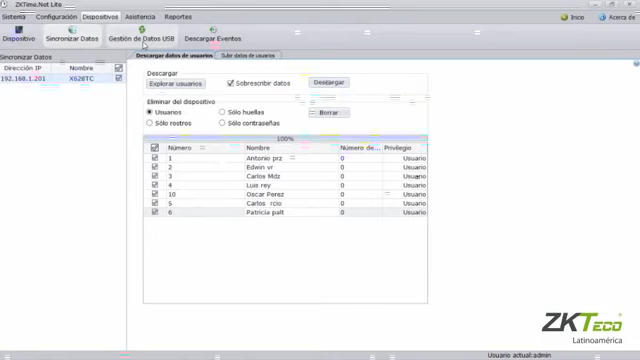 ZKTime.Net Lite
Sistema Configuración Dispositivos Asistencia Reportes
Inicio Acerca de
Dispositivo Sincronizar Datos Gestión de Datos USB Descargar Eventos
Sincronizar Datos
Dirección IP Nombre
192.168.1.201 X628TC
Descargar datos de usuarios Subir datos de usuarios
Descargar
Explorar usuarios Sobrescribir datos Descargar
Eliminar del dispositivo
Usuarios Sólo huellas Borrar
Sólo rostros Sólo contraseñas
100%
Número Nombre Número de... Privilegio
1 Antonio prz 0 Usuario
2 Edwin vr 0 Usuario
3 Carlos Mdz 0 Usuario
4 Luis rey 0 Usuario
10 Oscar Perez 0 Usuario
5 Carlos rcio 0 Usuario
6 Patricia palt 0 Usuario
ZKTeco
Latinoamérica
Usuario actual:admin